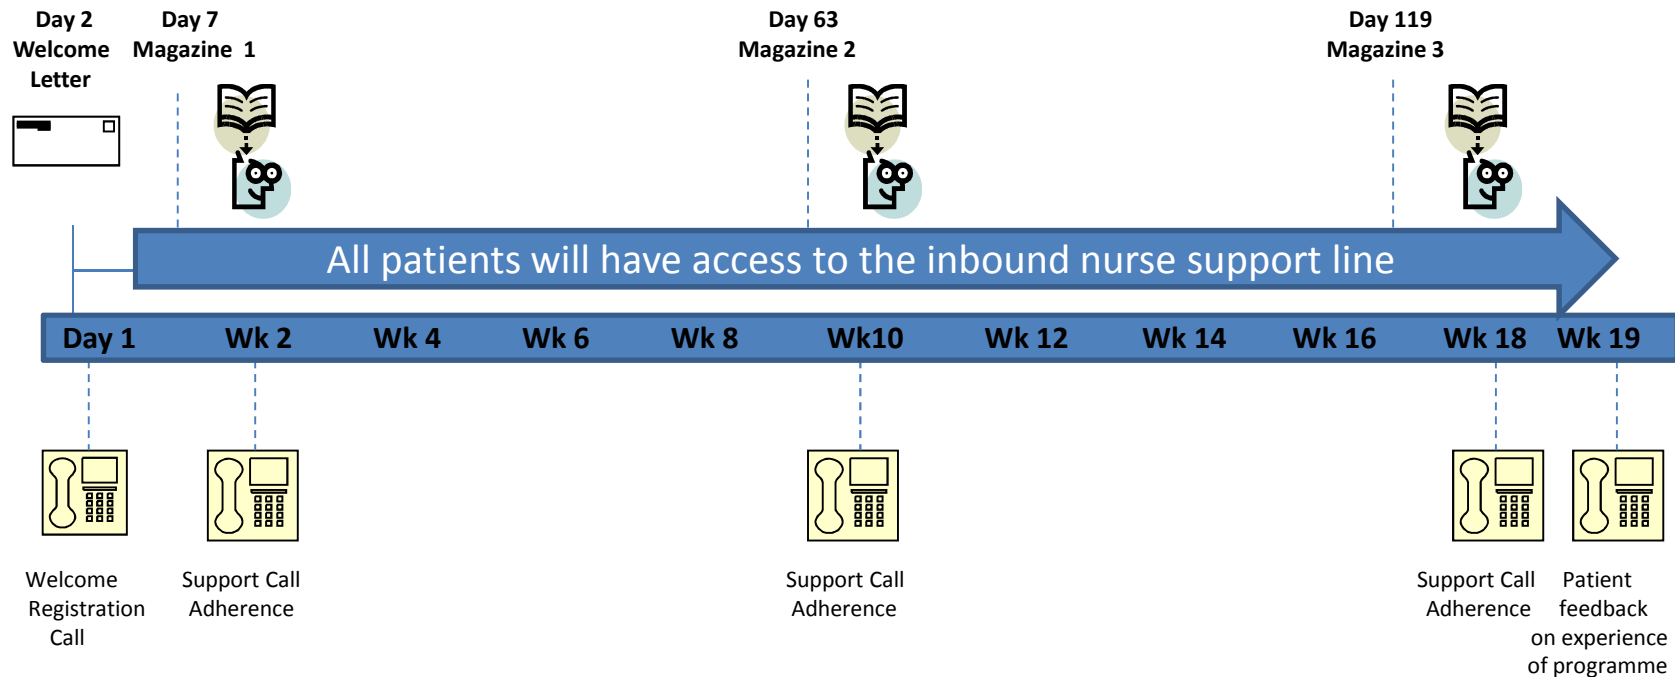 Day 2
Welcome
Letter
Day 7
Magazine 1
Day 63
Magazine 2
Day 119
Magazine 3
All patients will have access to the inbound nurse support line
Day 1 Wk 2 Wk 4 Wk 6 Wk 8 Wk10 Wk 12 Wk 14 Wk 16 Wk 18 Wk 19
Welcome
Registration
Call
Support Call
Adherence
Support Call
Adherence
Support Call
Adherence
Patient
feedback
on experience
of programme